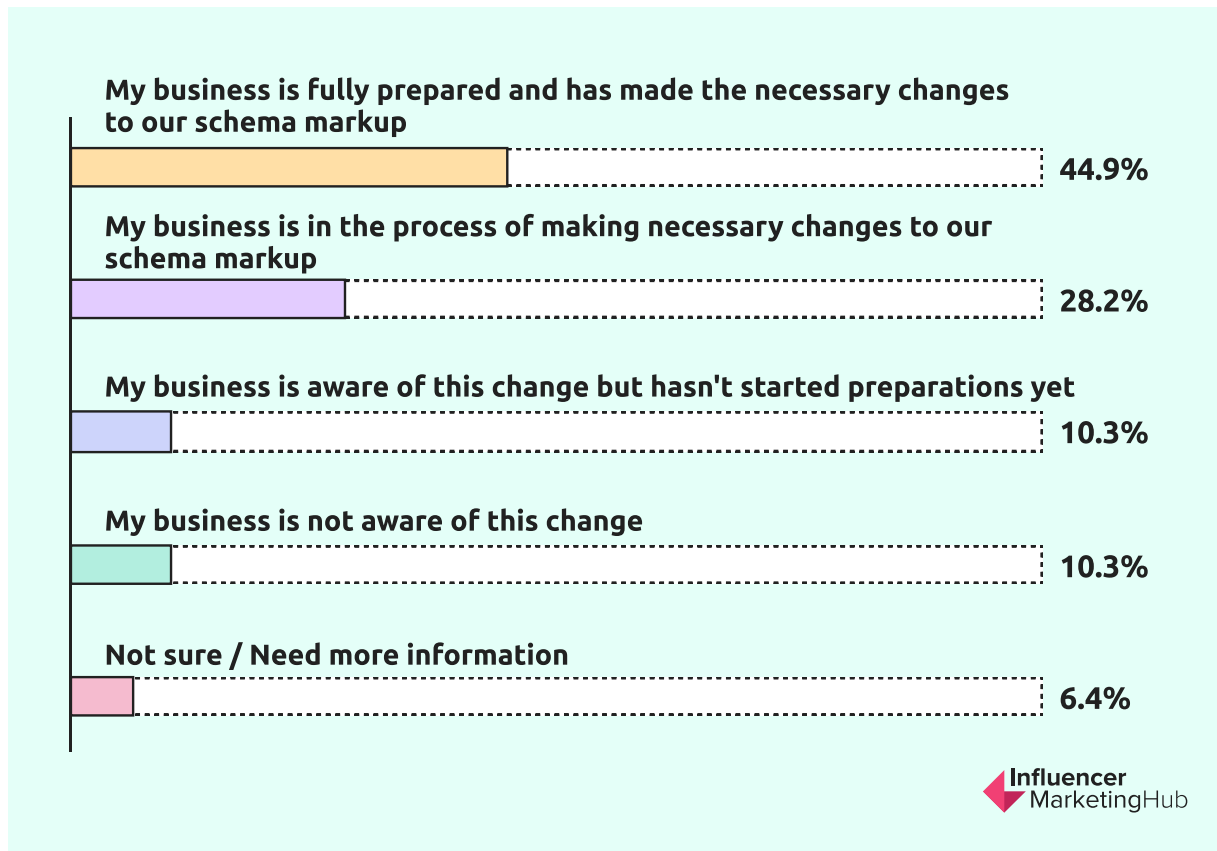 My business is fully prepared and has made the necessary changes
to our schema markup
44.9%
My business is in the process of making necessary changes to our
schema markup
28.2%
My business is aware of this change but hasn't started preparations yet
10.3%
My business is not aware of this change
10.3%
Not sure / Need more information
6.4%
Influencer
MarketingHub